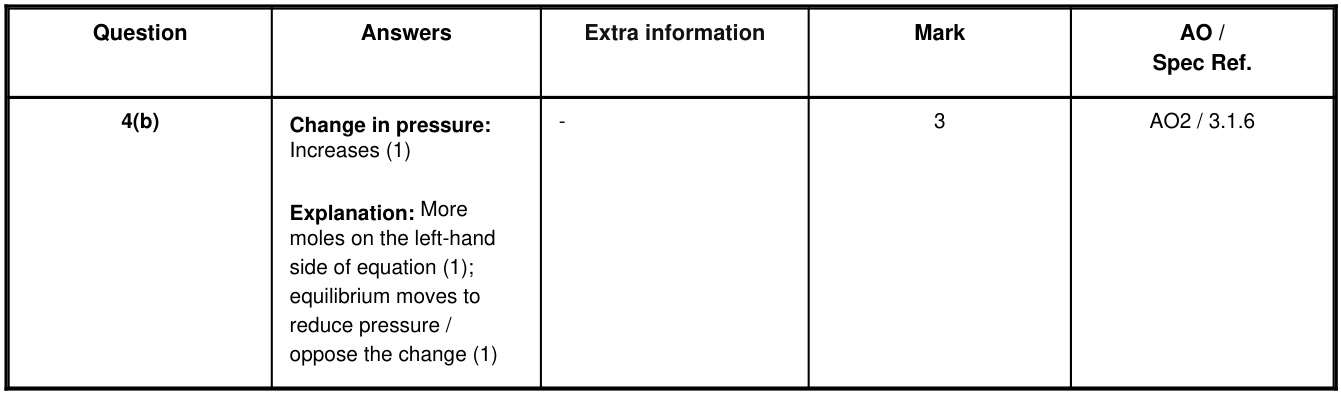 Question Answers Extra information Mark AO /
Spec Ref.
4(b) Change in pressure: - 3 AO2 / 3.1.6
Increases (1)
Explanation: More
moles on the left-hand
side of equation (1);
equilibrium moves to
reduce pressure /
oppose the change (1)